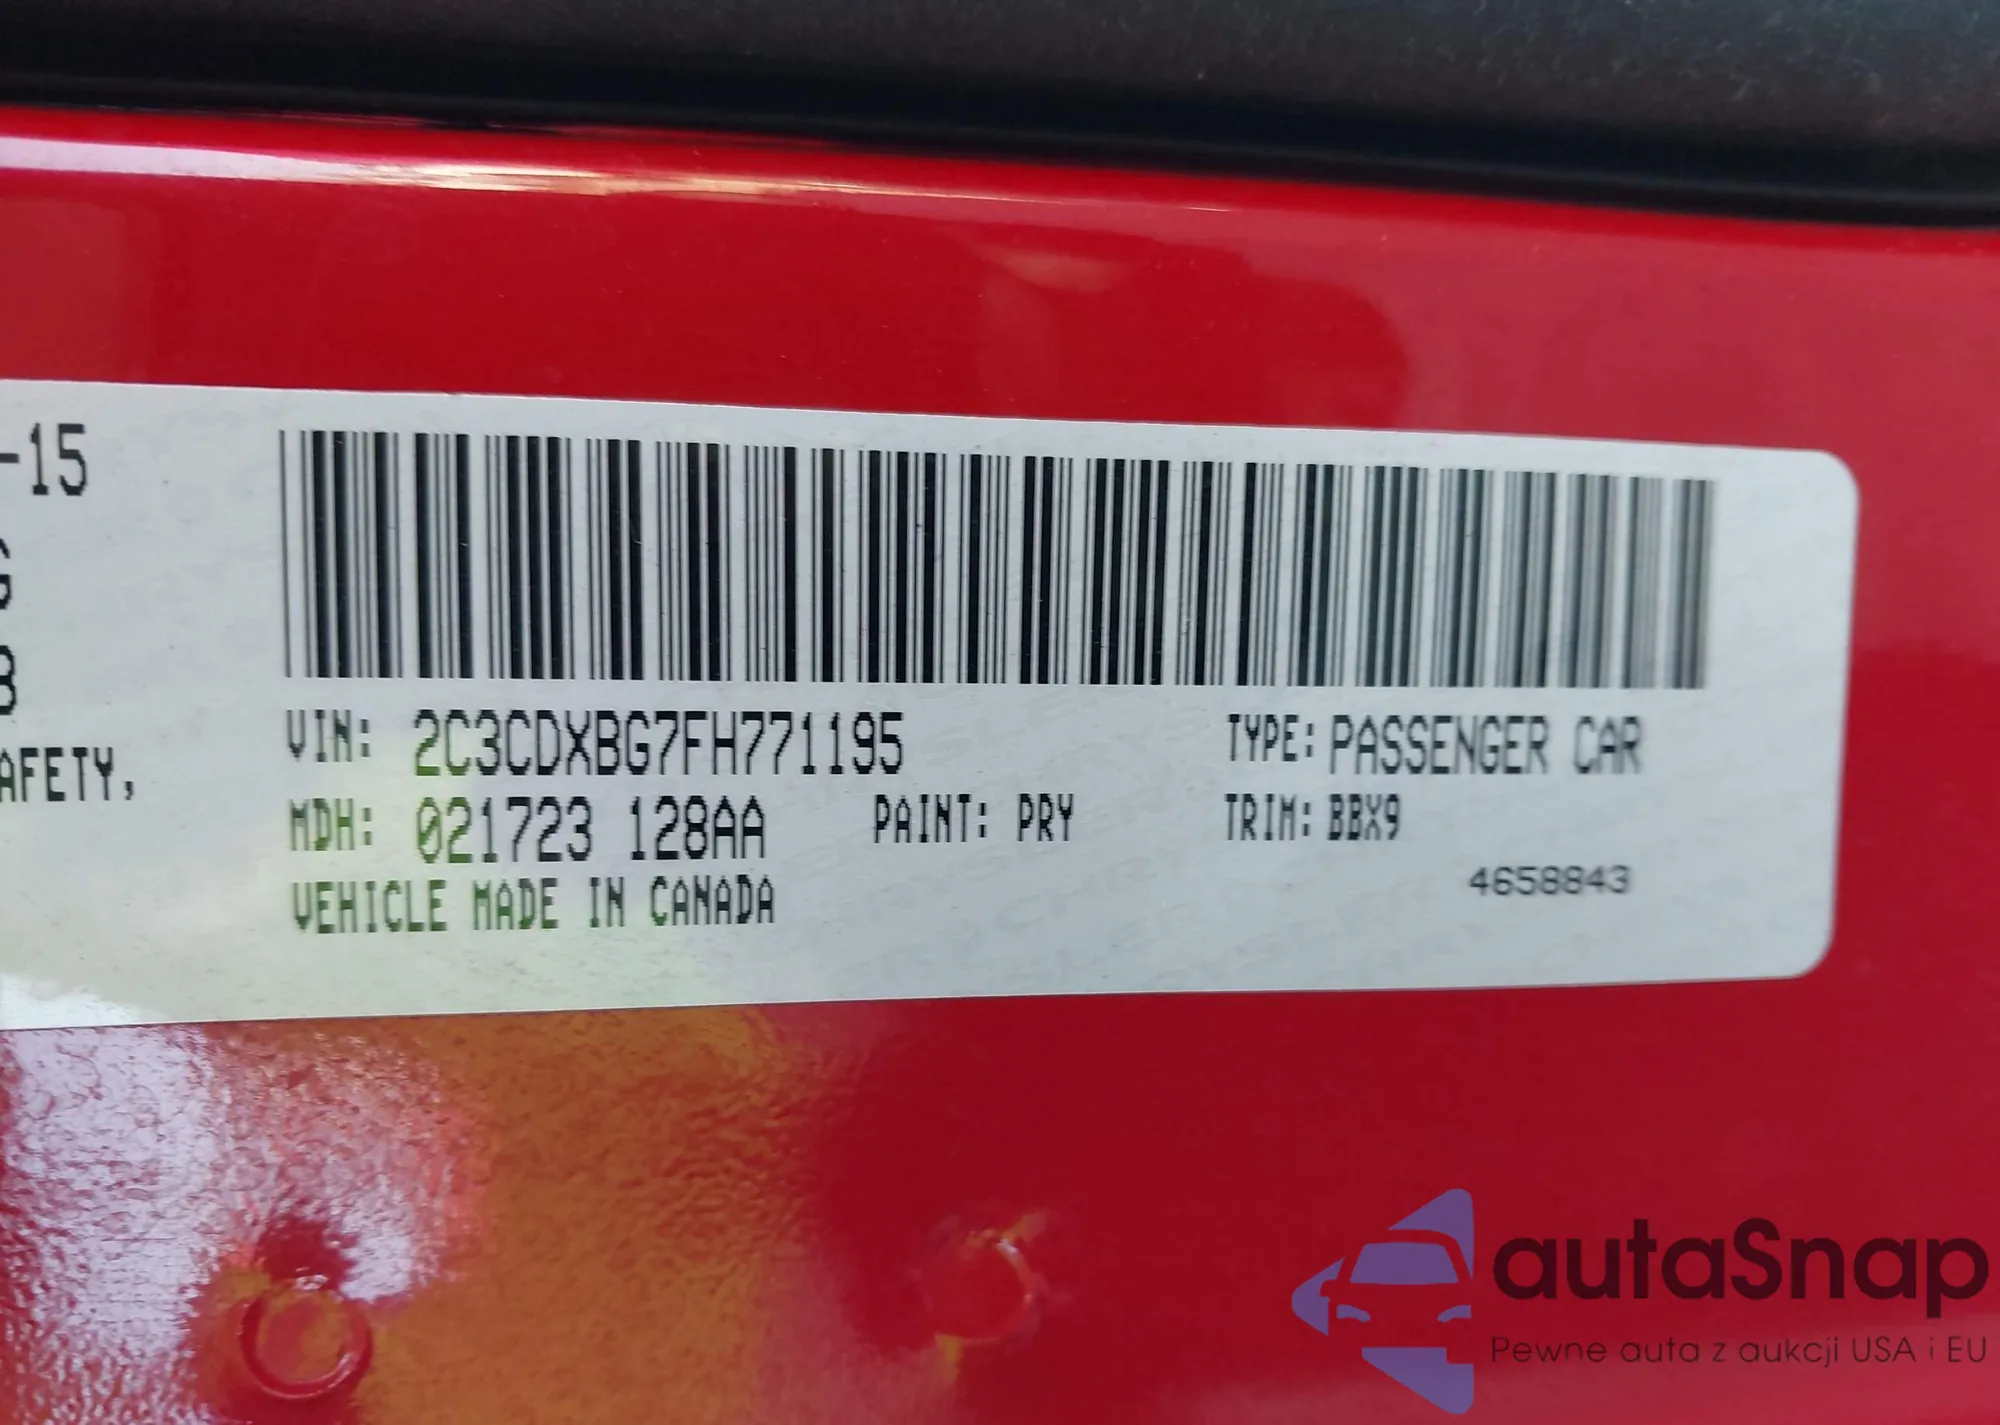 -15
AFETY,
VIN: 2C3CDXBG7FH771195
TYPE: PASSENGER CAR
MDH: 021723 128AA
PAINT: PRY
TRIM: BBX9
VEHICLE MADE IN CANADA
4658843
autaSnap
Pewne auta z aukcji USA i EU